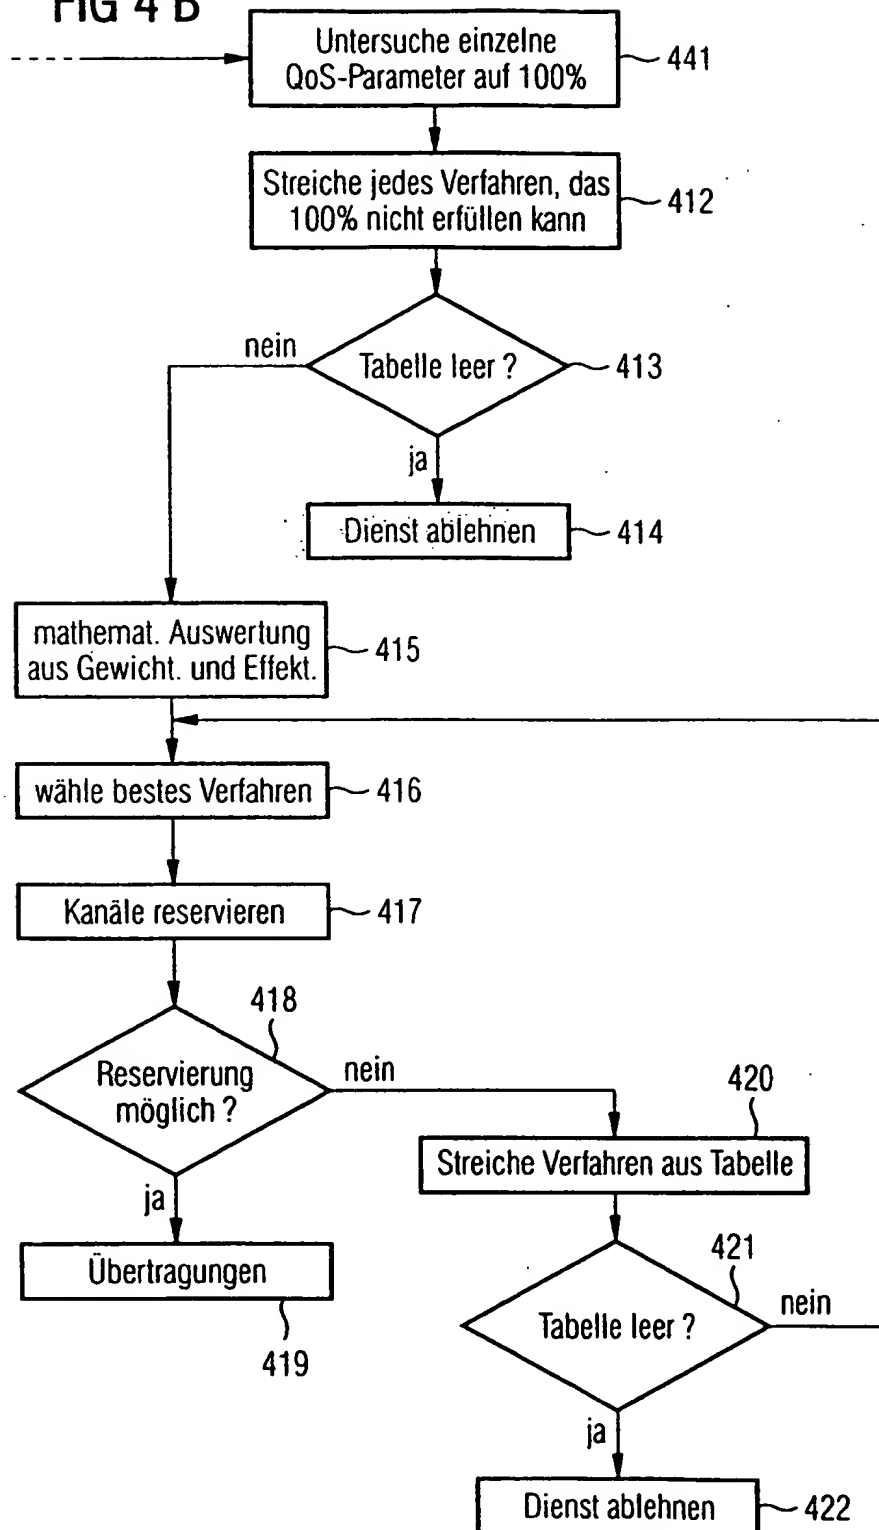 FIG 4 B
Untersuche einzelne
QoS-Parameter auf 100%
441
Streiche jedes Verfahren, das
100% nicht erfüllen kann
412
nein
Tabelle leer ?
413
ja
Dienst ablehnen
414
mathemat. Auswertung
aus Gewicht. und Effekt.
415
wähle bestes Verfahren
416
Kanäle reservieren
417
418
Reservierung
möglich ?
nein
420
Streiche Verfahren aus Tabelle
ja
Übertragungen
419
421
Tabelle leer ?
nein
ja
Dienst ablehnen
422